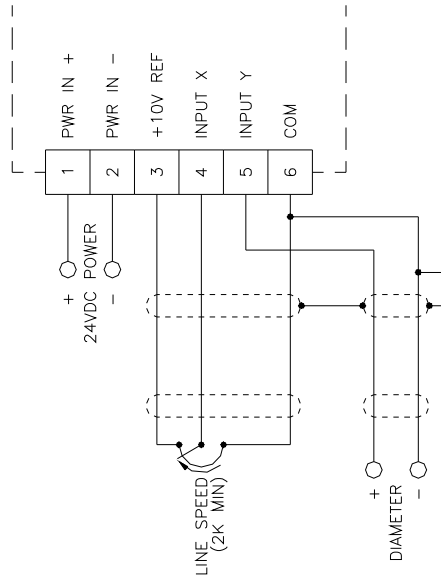 1 PWR IN +
2 PWR IN -
3 +10V REF
4 INPUT X
5 INPUT Y
6 COM
+
24VDC POWER
-
LINE SPEED
(2K MIN)
+
DIAMETER
-